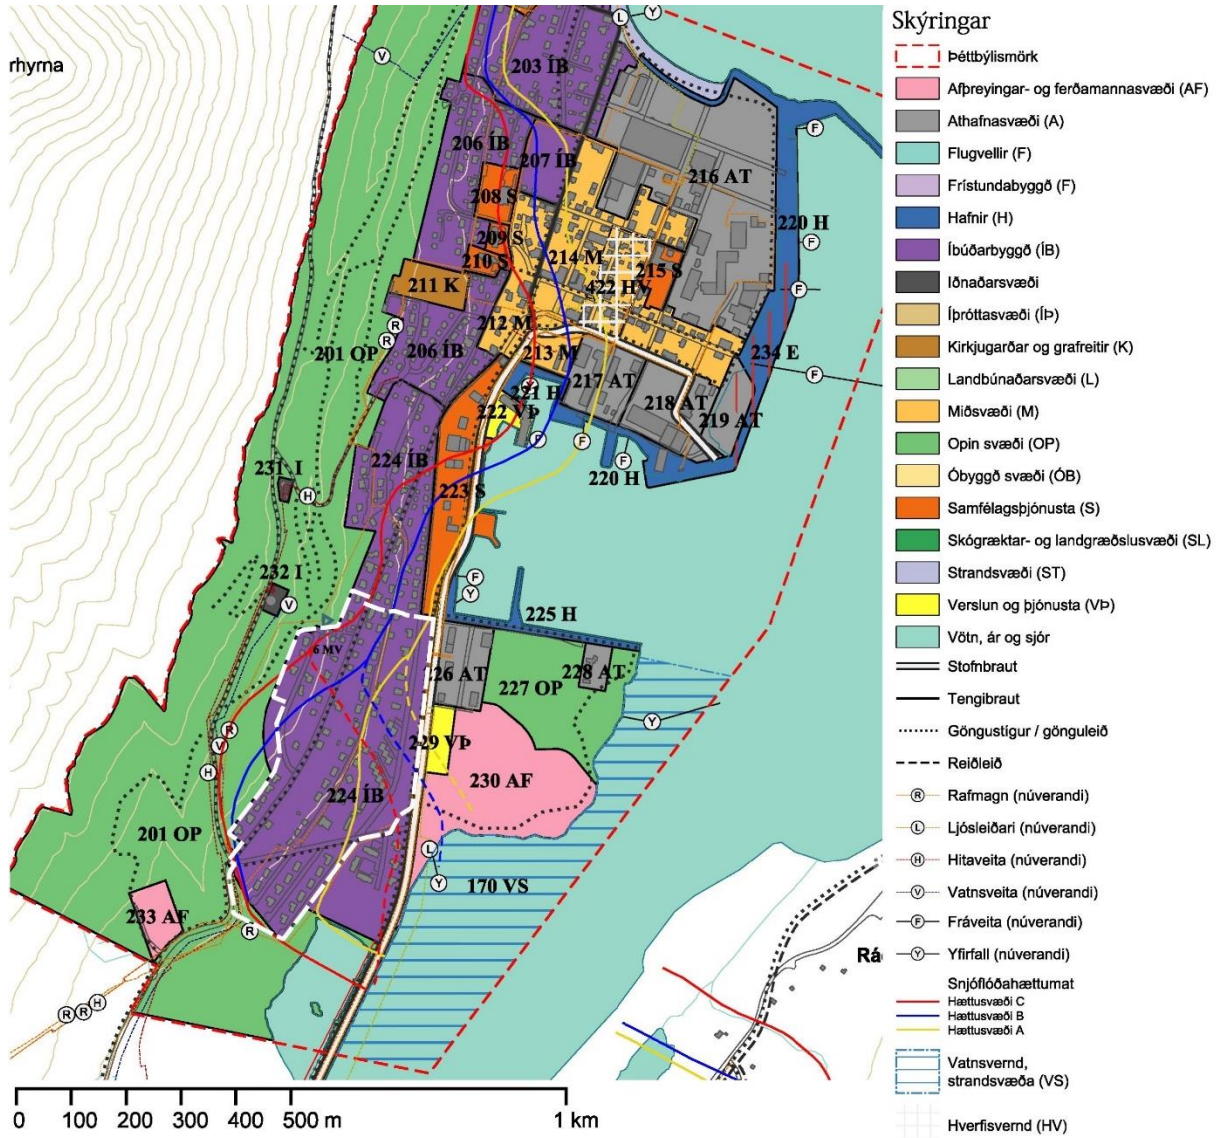 rhyrna
203 ÍB
206 ÍB
207 ÍB
216 AT
208 S
220 H
209 S
210 S
214 M
215 S
211 K
422 HV
212 M
201 OP
206 ÍB
213 M
234 E
217 AT
221 H
222 VÞ
218 AT
219 AT
224 ÍB
231 I
220 H
223 S
232 I
225 H
6 MV
26 AT
228 AT
227 OP
229 VÞ
230 AF
224 ÍB
201 OP
170 VS
233 AF
Rá
0 100 200 300 400 500 m 1 km
Skýringar
Þéttbýlismörk
Afþreyingar- og ferðamannasvæði (AF)
Athafnasvæði (A)
Flugvellir (F)
Frístundabyggð (F)
Hafnir (H)
Íbúðarbyggð (ÍB)
Iðnaðarsvæði
Íþróttasvæði (ÍÞ)
Kirkjugarðar og grafreitir (K)
Landbúnaðarsvæði (L)
Miðsvæði (M)
Opin svæði (OP)
Óbyggð svæði (ÓB)
Samfélagsþjónusta (S)
Skógræktar- og landgræðslusvæði (SL)
Strandsvæði (ST)
Verslun og þjónusta (VÞ)
Vötn, ár og sjór
Stofnbraut
Tengibraut
Göngustígur / gönguleið
Reiðleið
R Rafmagn (núverandi)
L Ljósleiðari (núverandi)
H Hitaveita (núverandi)
V Vatnsveita (núverandi)
F Fráveita (núverandi)
Y Yfirfall (núverandi)
Snjóflóðahættumat
Hættusvæði C
Hættusvæði B
Hættusvæði A
Vatnsvernd,
strandsvæða (VS)
Hverfisvernd (HV)